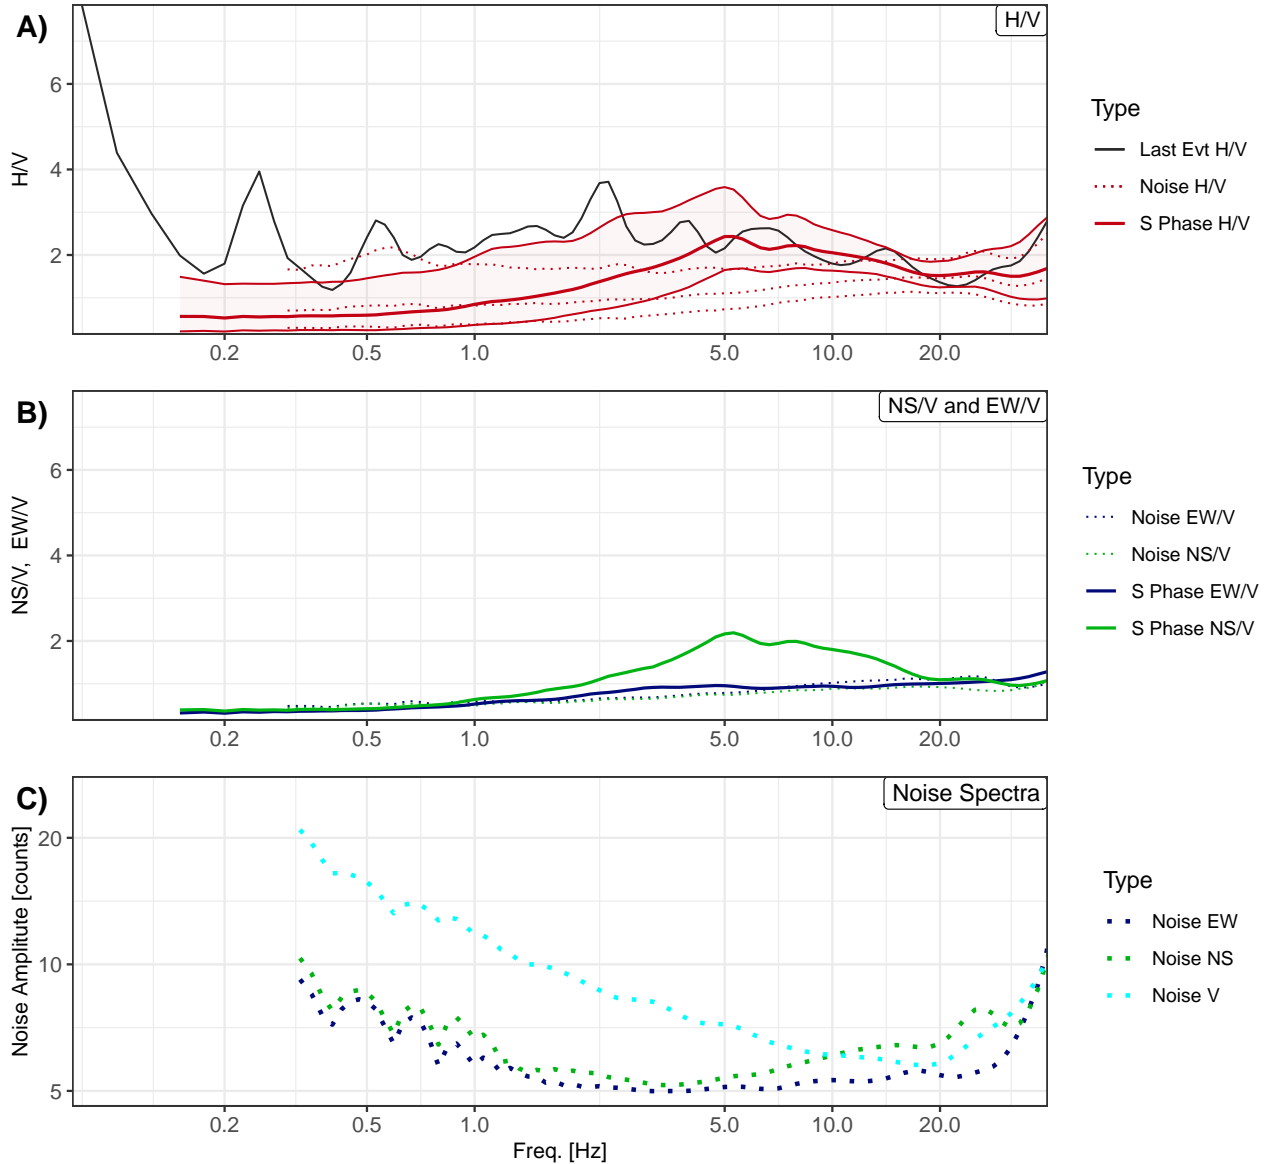 A)
H/V
6
4
2
H/V
0.2 0.5 1.0 5.0 10.0 20.0
Type
Last Evt H/V
Noise H/V
S Phase H/V
B)
NS/V and EW/V
6
4
2
NS/V, EW/V
0.2 0.5 1.0 5.0 10.0 20.0
Type
Noise EW/V
Noise NS/V
S Phase EW/V
S Phase NS/V
C)
Noise Spectra
20
10
5
Noise Amplitute [counts]
0.2 0.5 1.0 5.0 10.0 20.0
Freq. [Hz]
Type
Noise EW
Noise NS
Noise V